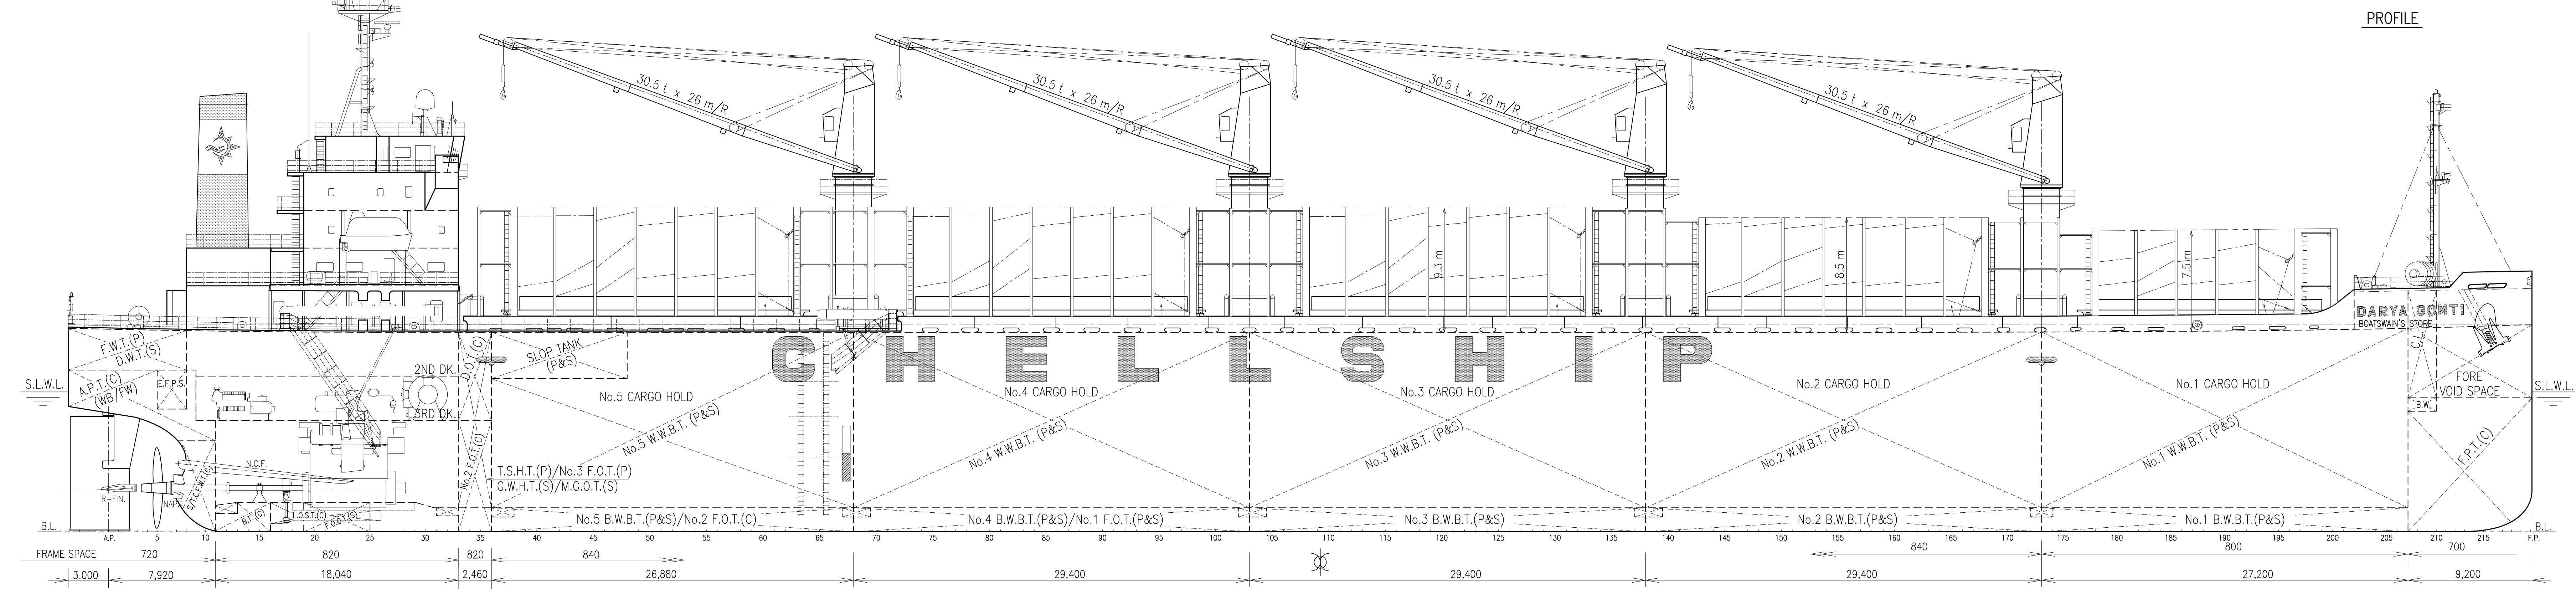 PROFILE
30.5 t x 26 m/R
30.5 t x 26 m/R
30.5 t x 26 m/R
30.5 t x 26 m/R
9.3 m
8.5 m
7.5 m
DARYA GOMTI
BOATSWAIN'S STORE
C.L.
F.W.T.(P)
D.W.T.(S)
D.O.T.(C)
SLOP TANK
(P&S)
CHELLSHIP
S.L.W.L.
A.P.T.(C)
(WB/FW)
E.F.P.S.
2ND DK.
3RD DK.
No.5 CARGO HOLD
No.4 CARGO HOLD
No.3 CARGO HOLD
No.2 CARGO HOLD
No.1 CARGO HOLD
FORE
VOID SPACE
S.L.W.L.
B.W.
No.5 W.W.B.T. (P&S)
No.4 W.W.B.T. (P&S)
No.3 W.W.B.T. (P&S)
No.2 W.W.B.T. (P&S)
No.1 W.W.B.T. (P&S)
F.P.T.(C)
N.C.F.
No.2 F.O.T.(C)
T.S.H.T.(P)/No.3 F.O.T.(P)
G.W.H.T.(S)/M.G.O.T.(S)
R-FIN.
NAPF
S/T.C.F.W.T.(C)
B.T.(C)
L.O.S.T.(C)
F.O.O.T.(S)
No.5 B.W.B.T.(P&S)/No.2 F.O.T.(C)
No.4 B.W.B.T.(P&S)/No.1 F.O.T.(P&S)
No.3 B.W.B.T.(P&S)
No.2 B.W.B.T.(P&S)
No.1 B.W.B.T.(P&S)
B.L.
B.L.
A.P. 5 10 15 20 25 30 35 40 45 50 55 60 65 70 75 80 85 90 95 100 105 110 115 120 125 130 135 140 145 150 155 160 165 170 175 180 185 190 195 200 205 210 215 F.P.
FRAME SPACE 720 820 820 840 840 800 700
3.000 7,920 18,040 2,460 26,880 29,400 29,400 29,400 27,200 9,200